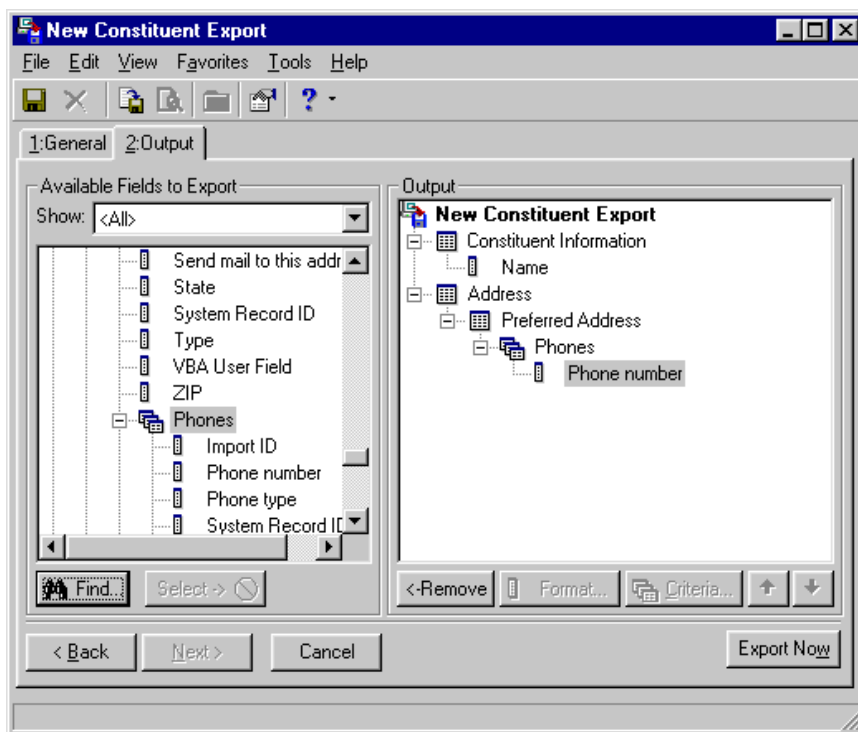 New Constituent Export
File Edit View Favorites Tools Help
?
1:General 2:Output
Available Fields to Export
Show: <All>
Send mail to this addr
State
System Record ID
Type
VBA User Field
ZIP
Phones
Import ID
Phone number
Phone type
System Record ID
Find...
Select ->
Output
New Constituent Export
Constituent Information
Name
Address
Preferred Address
Phones
Phone number
<-Remove
Format...
Criteria...
< Back
Next >
Cancel
Export Now